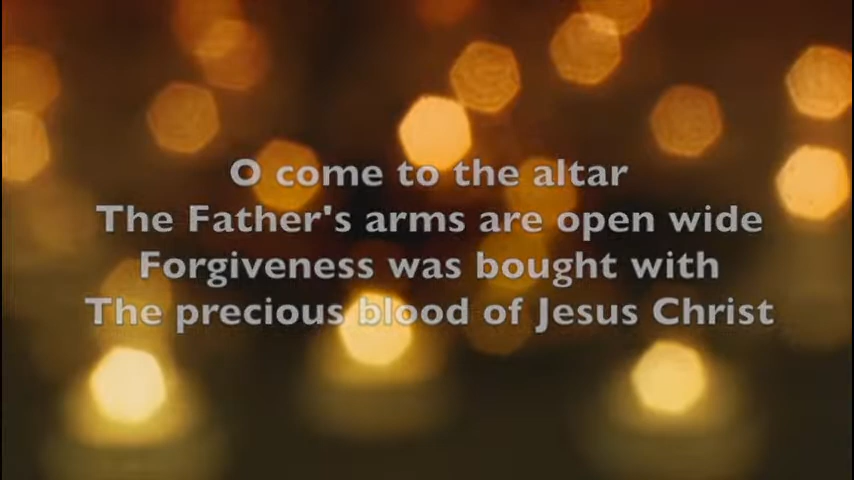 O come to the altar
The Father's arms are open wide
Forgiveness was bought with
The precious blood of Jesus Christ